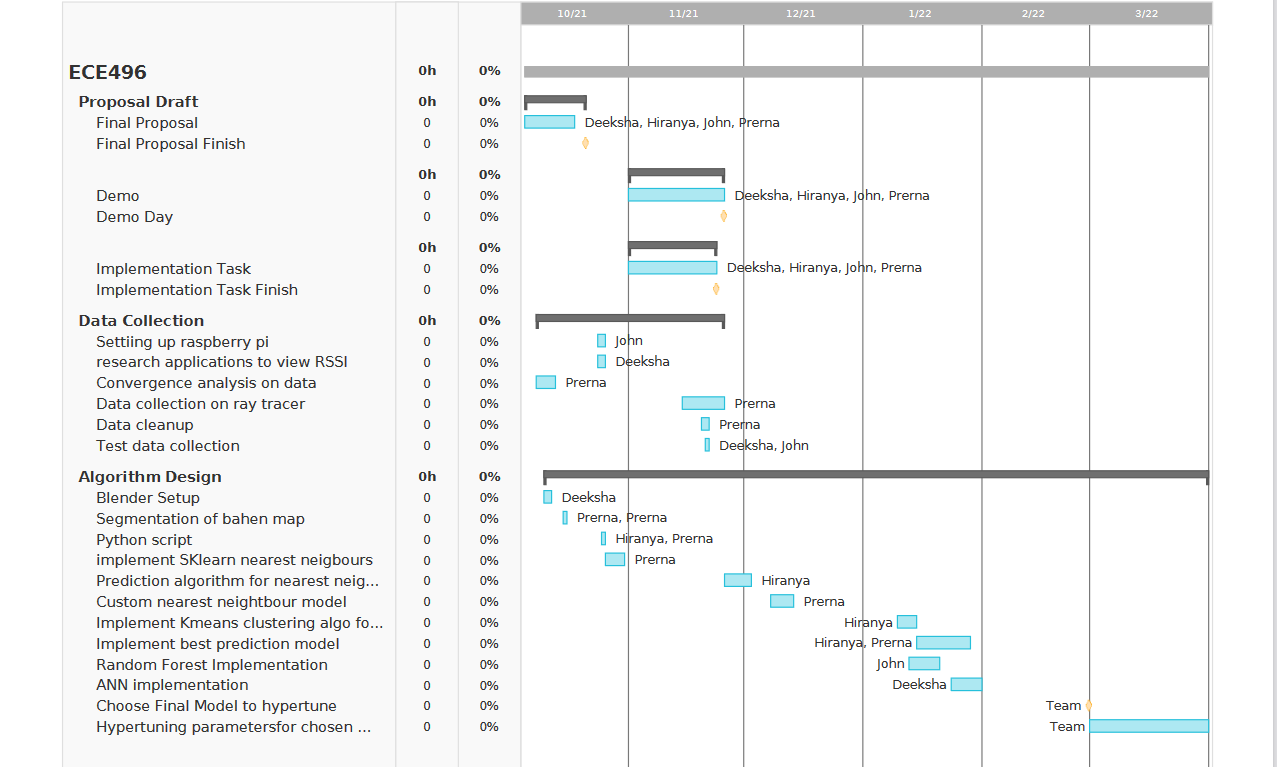 10/21 11/21 12/21 1/22 2/22 3/22
ECE496 0h 0%
Proposal Draft 0h 0%
Final Proposal 0 0% Deeksha, Hiranya, John, Prerna
Final Proposal Finish 0 0%
0h 0%
Demo 0 0% Deeksha, Hiranya, John, Prerna
Demo Day 0 0%
0h 0%
Implementation Task 0 0% Deeksha, Hiranya, John, Prerna
Implementation Task Finish 0 0%
Data Collection 0h 0%
Settiing up raspberry pi 0 0% John
research applications to view RSSI 0 0% Deeksha
Convergence analysis on data 0 0% Prerna
Data collection on ray tracer 0 0% Prerna
Data cleanup 0 0% Prerna
Test data collection 0 0% Deeksha, John
Algorithm Design 0h 0%
Blender Setup 0 0% Deeksha
Segmentation of bahen map 0 0% Prerna, Prerna
Python script 0 0% Hiranya, Prerna
implement SKlearn nearest neigbours 0 0% Prerna
Prediction algorithm for nearest neig... 0 0% Hiranya
Custom nearest neightbour model 0 0% Prerna
Implement Kmeans clustering algo fo... 0 0% Hiranya
Implement best prediction model 0 0% Hiranya, Prerna
Random Forest Implementation 0 0% John
ANN implementation 0 0% Deeksha
Choose Final Model to hypertune 0 0% Team
Hypertuning parametersfor chosen ... 0 0% Team